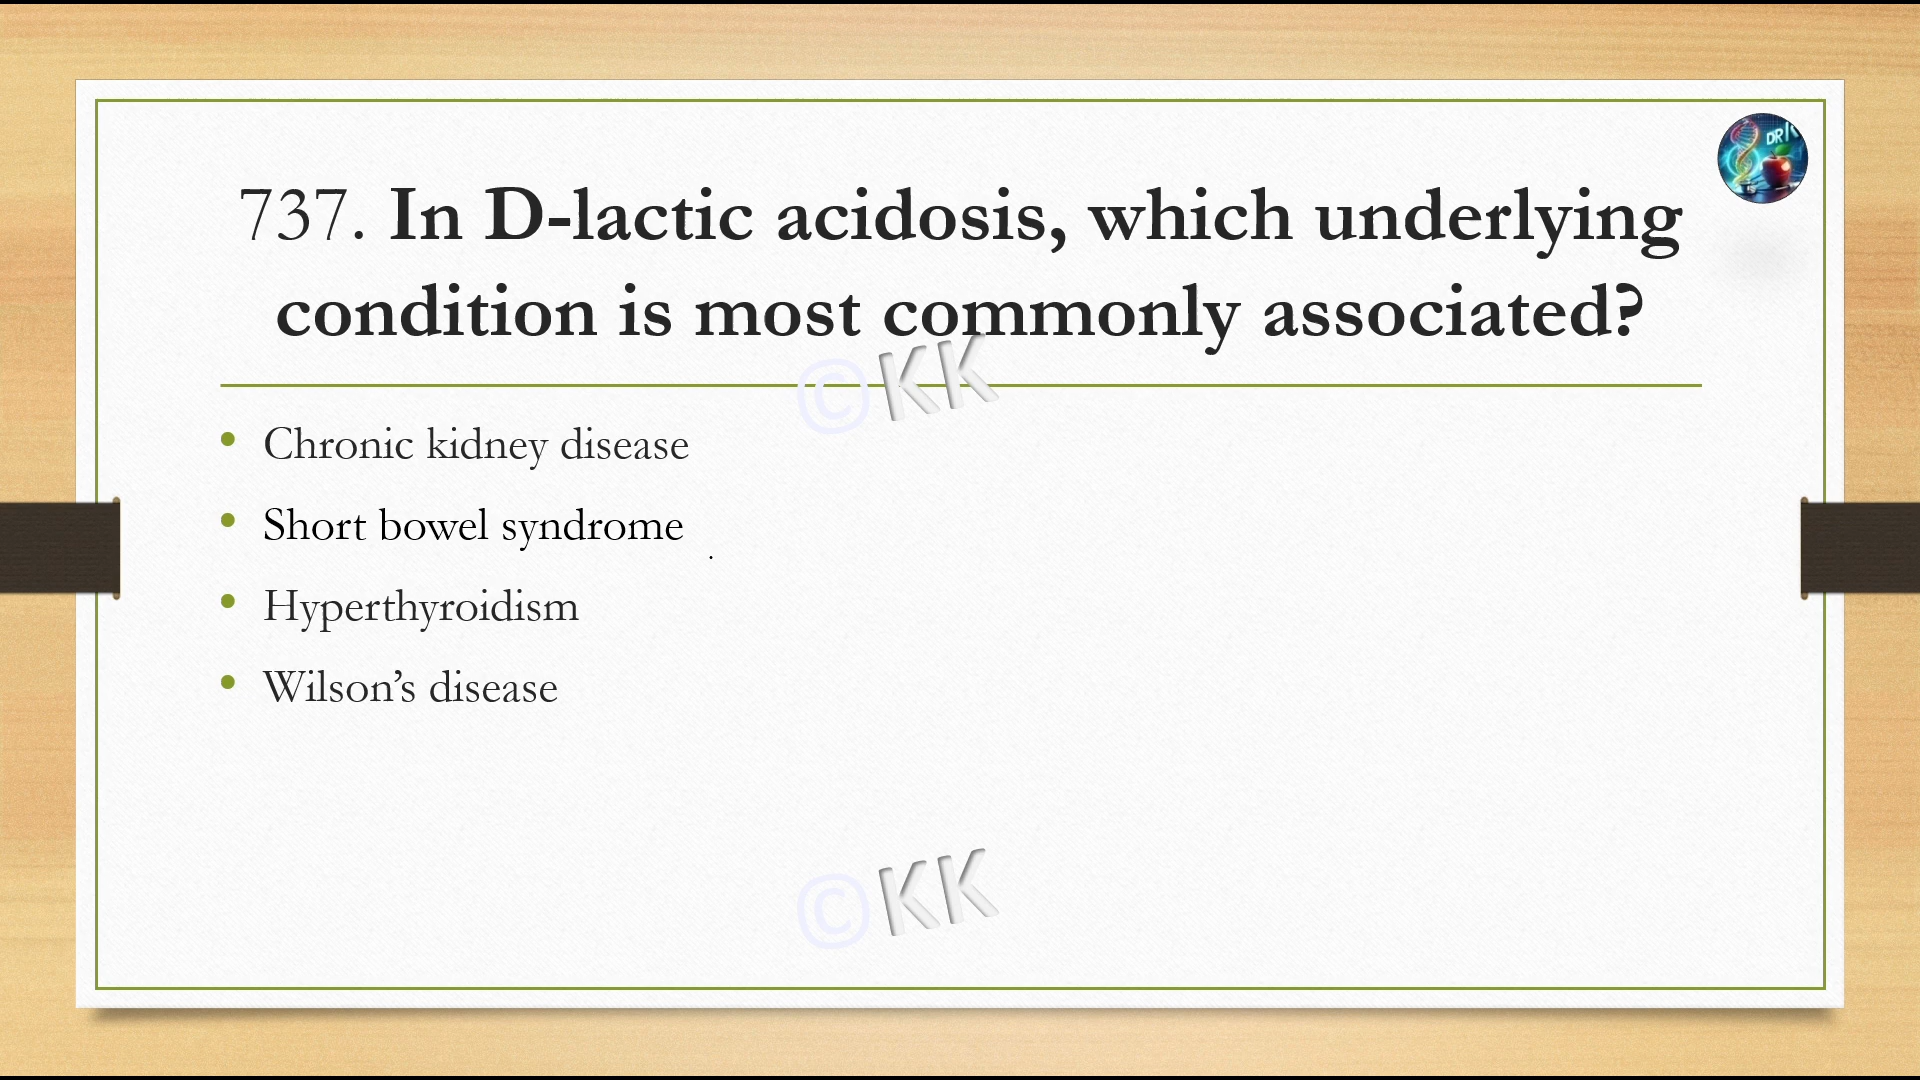 737. In D-lactic acidosis, which underlying
condition is most commonly associated?
©KK
• Chronic kidney disease
• Short bowel syndrome
• Hyperthyroidism
• Wilson’s disease
©KK